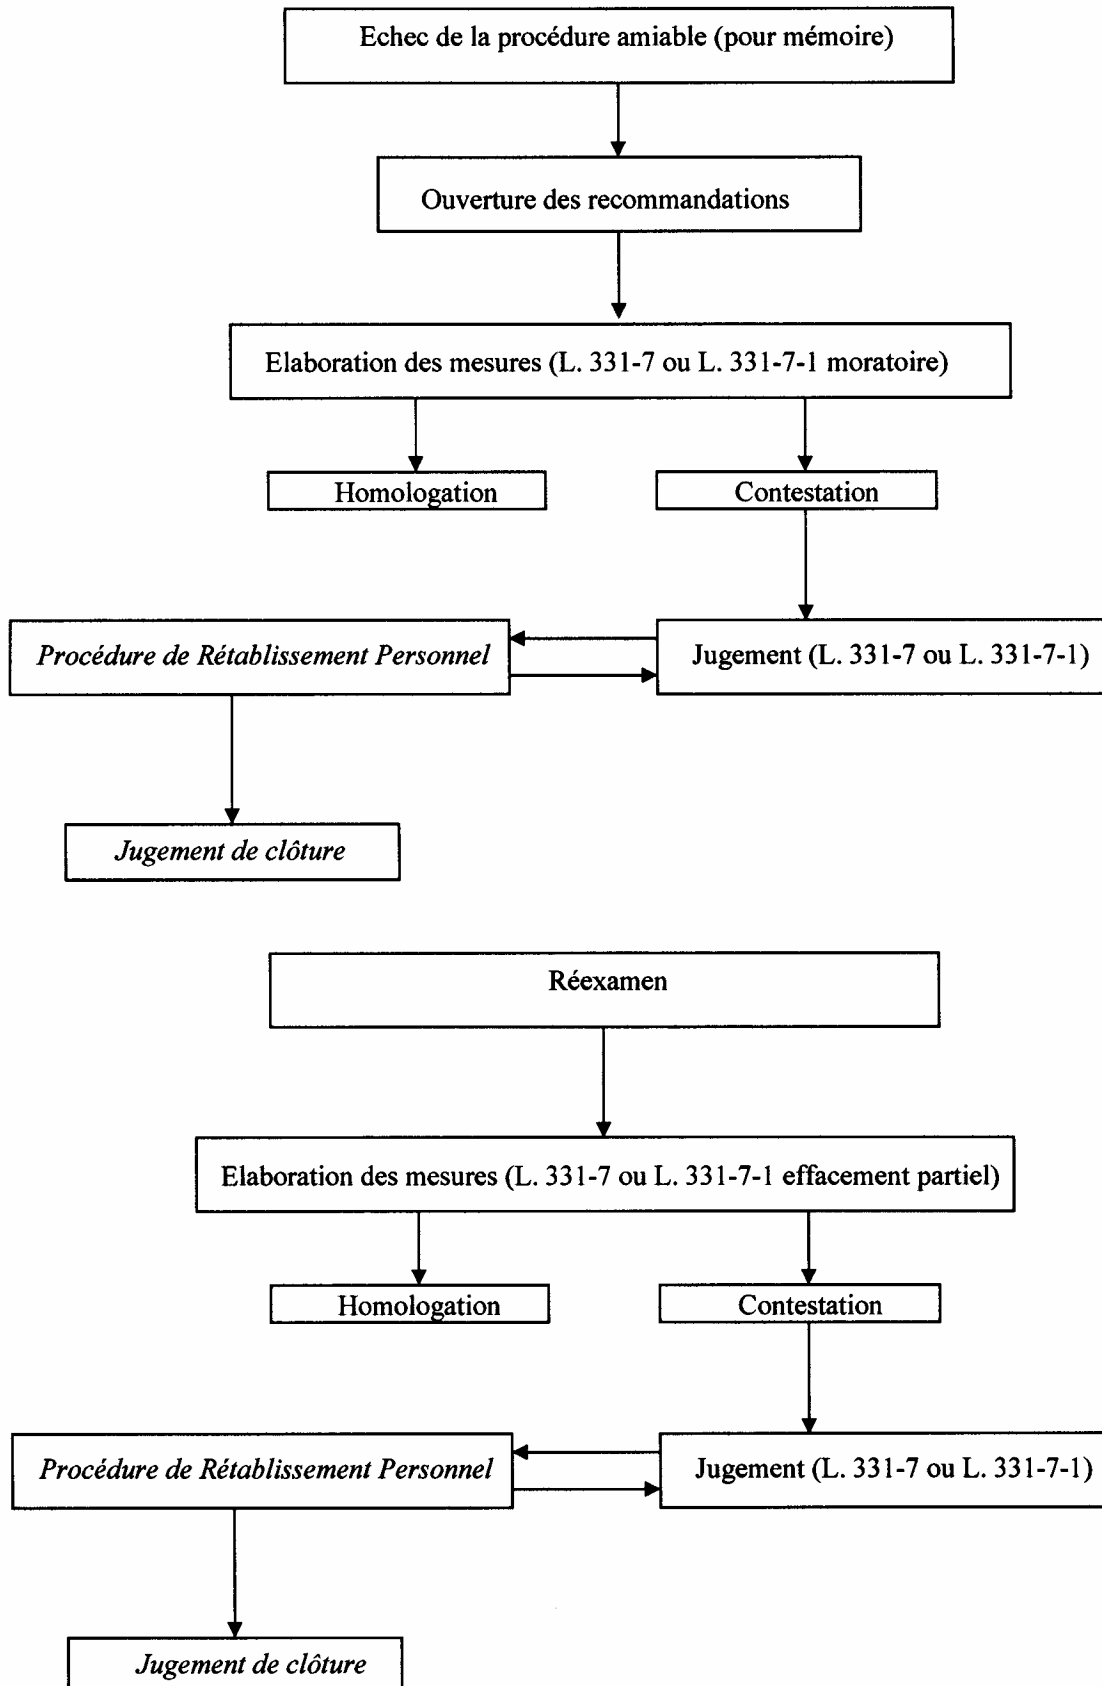 Echec de la procédure amiable (pour mémoire)
Ouverture des recommandations
Elaboration des mesures (L. 331-7 ou L. 331-7-1 moratoire)
Homologation
Contestation
Procédure de Rétablissement Personnel
Jugement (L. 331-7 ou L. 331-7-1)
Jugement de clôture
Réexamen
Elaboration des mesures (L. 331-7 ou L. 331-7-1 effacement partiel)
Homologation
Contestation
Procédure de Rétablissement Personnel
Jugement (L. 331-7 ou L. 331-7-1)
Jugement de clôture